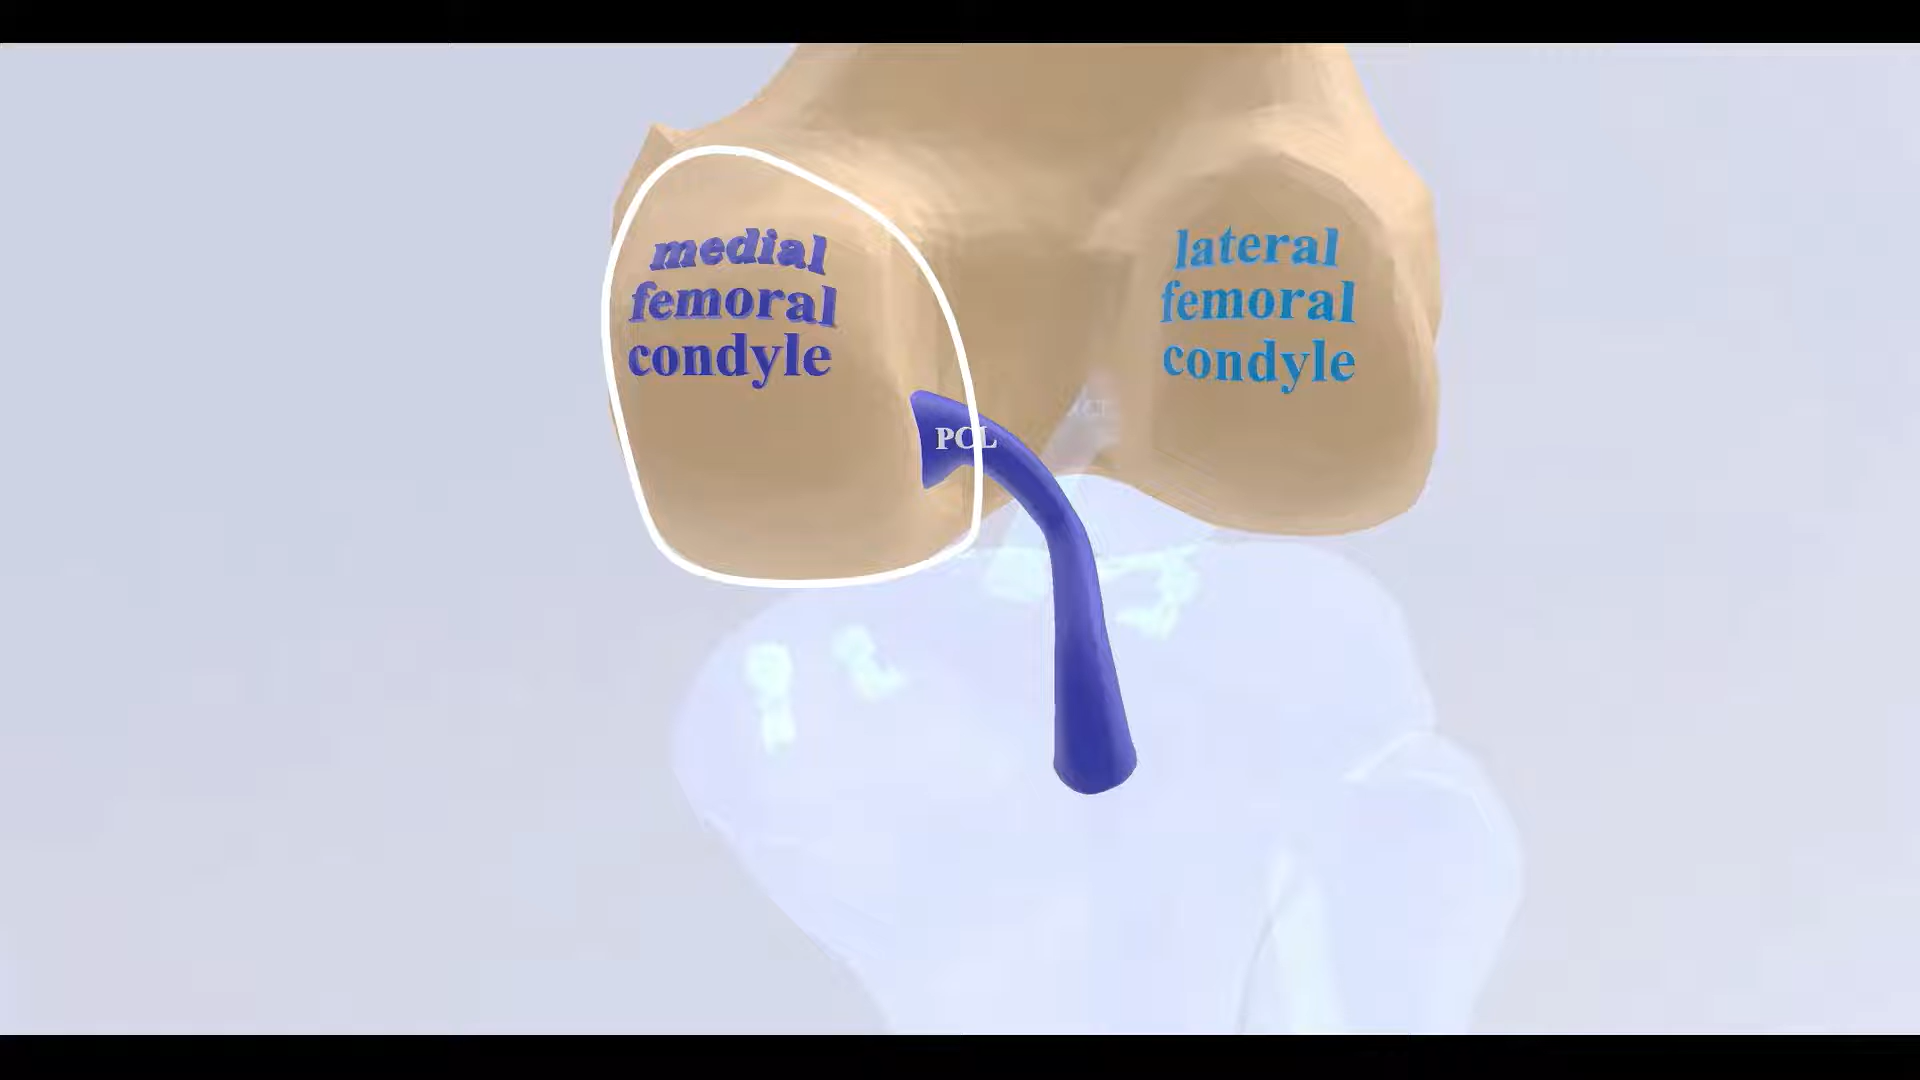 medial
femoral
condyle
lateral
femoral
condyle
PCL